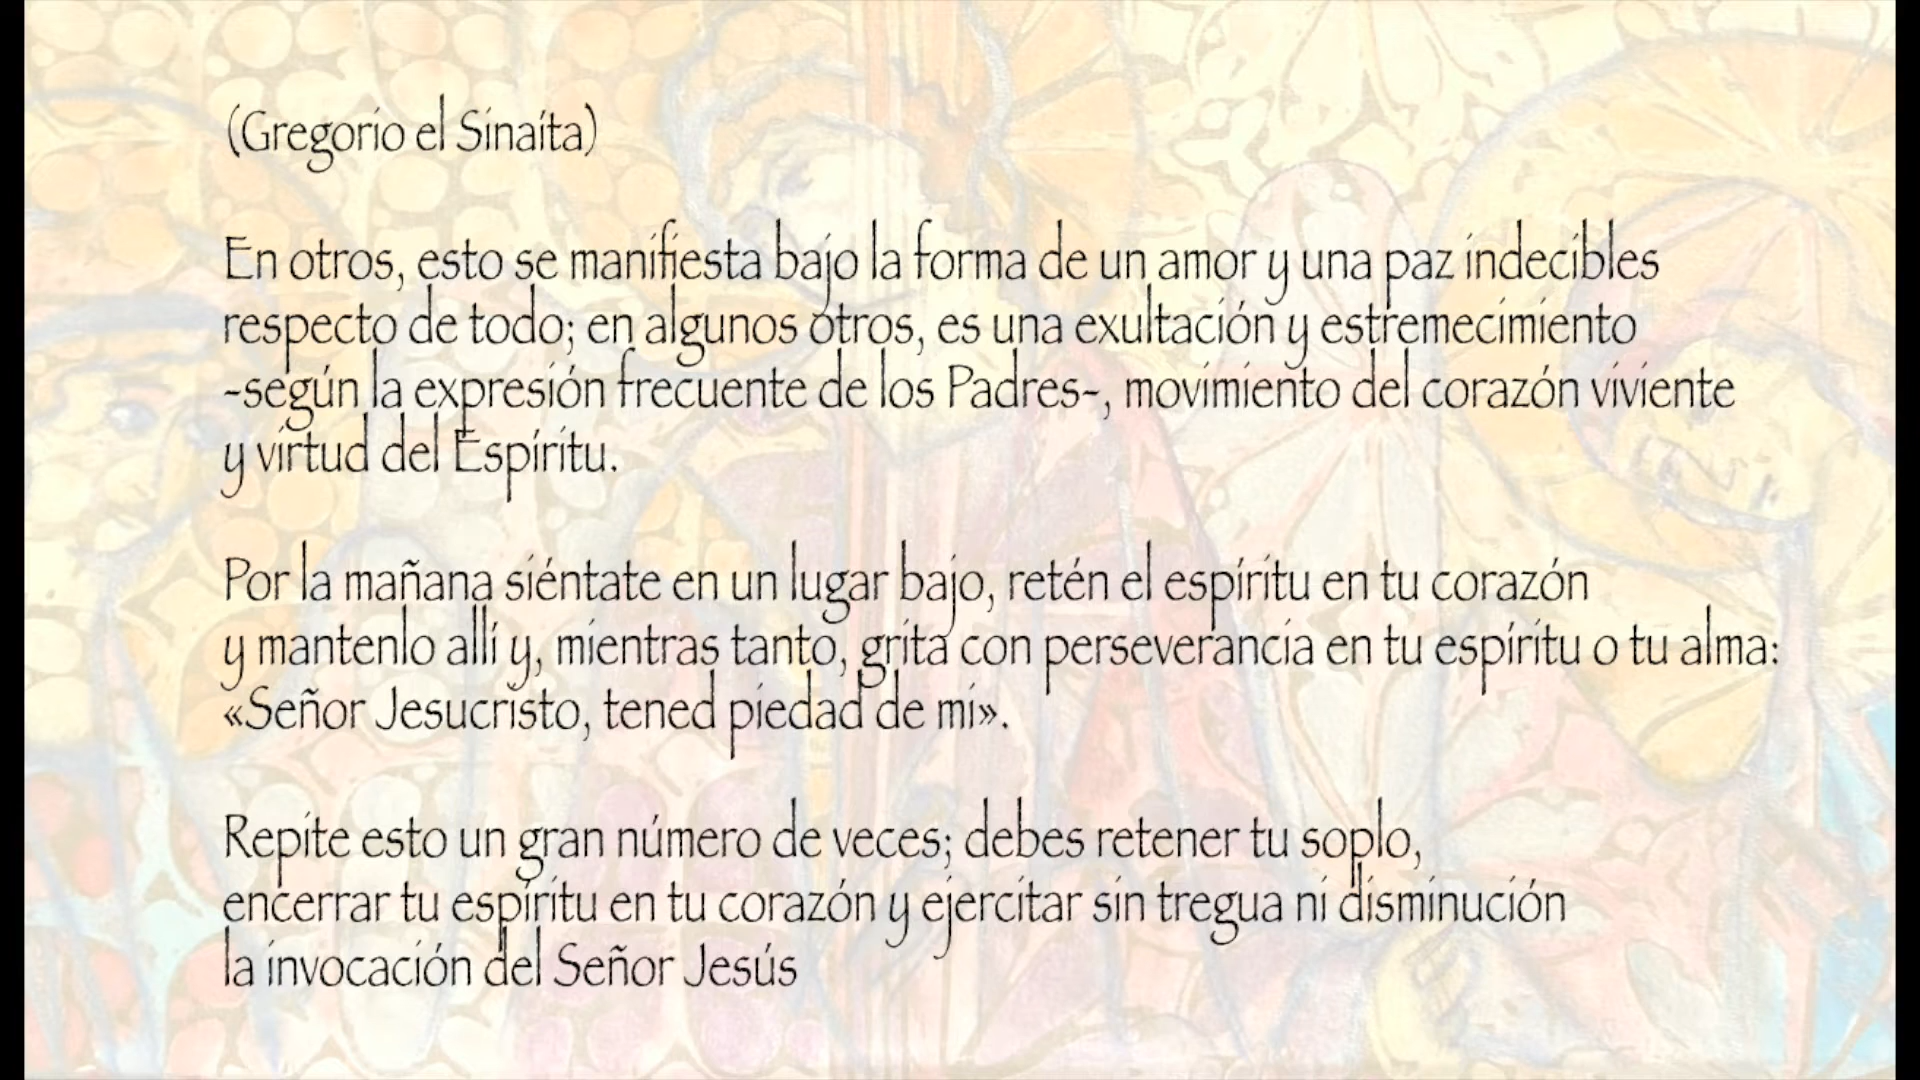 (Gregorio el Sinaíta)
En otros, esto se manifiesta bajo la forma de un amor y una paz indecibles
respecto de todo; en algunos otros, es una exultación y estremecimiento
-según la expresión frecuente de los Padres-, movimiento del corazón viviente
y virtud del Espíritu.
Por la mañana siéntate en un lugar bajo, retén el espíritu en tu corazón
y mantenlo allí y, mientras tanto, grita con perseverancia en tu espíritu o tu alma:
«Señor Jesucristo, tened piedad de mi».
Repite esto un gran número de veces; debes retener tu soplo,
encerrar tu espíritu en tu corazón y ejercitar sin tregua ni disminución
la invocación del Señor Jesús